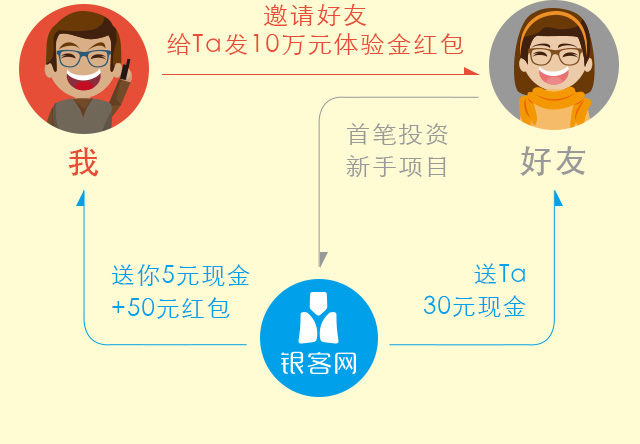 邀请好友
给Ta发10万元体验金红包
首笔投资
新手项目
我
好友
送你5元现金
+50元红包
送Ta
30元现金
银客网